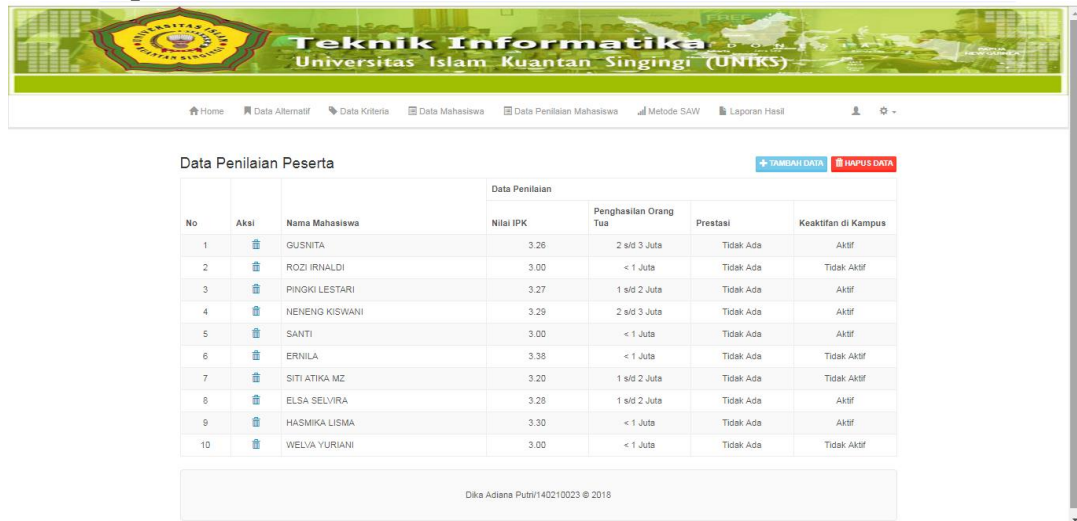 Teknik Informatika
Universitas Islam Kuantan Singingi (UNIKS)
Home Data Alternatif Data Kriteria Data Mahasiswa Data Penilaian Mahasiswa Metode SAW Laporan Hasil
Data Penilaian Peserta
+ TAMBAH DATA HAPUS DATA
Data Penilaian
No Aksi Nama Mahasiswa Nilai IPK Penghasilan Orang Tua Prestasi Keaktifan di Kampus
1 GUSNITA 3.26 2 s/d 3 Juta Tidak Ada Aktif
2 ROZI IRNALDI 3.00 < 1 Juta Tidak Ada Tidak Aktif
3 PINGKI LESTARI 3.27 1 s/d 2 Juta Tidak Ada Aktif
4 NENENG KISWANI 3.29 2 s/d 3 Juta Tidak Ada Aktif
5 SANTI 3.00 < 1 Juta Tidak Ada Aktif
6 ERNILA 3.38 < 1 Juta Tidak Ada Tidak Aktif
7 SITI ATIKA MZ 3.20 1 s/d 2 Juta Tidak Ada Tidak Aktif
8 ELSA SELVIRA 3.28 1 s/d 2 Juta Tidak Ada Aktif
9 HASMIKA LISMA 3.30 < 1 Juta Tidak Ada Aktif
10 WELVA YURIANI 3.00 < 1 Juta Tidak Ada Tidak Aktif
Dika Adiana Putri/140210023 © 2018